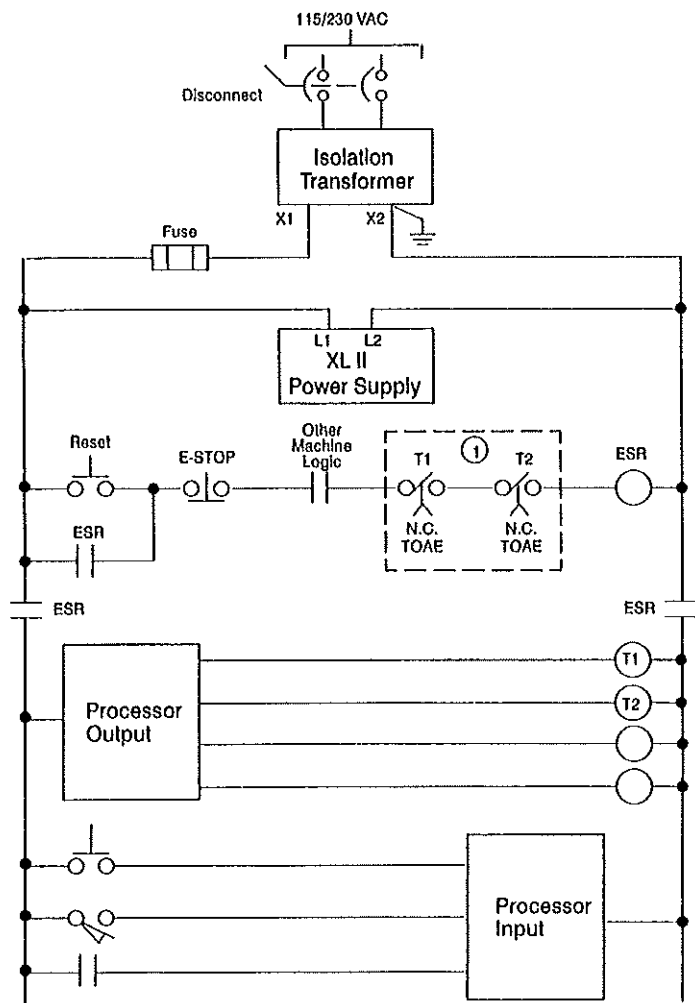 115/230 VAC
Disconnect
Isolation
Transformer
X1
X2
Fuse
L1
L2
XL II
Power Supply
Reset
E-STOP
Other
Machine
Logic
1
T1
T2
ESR
N.C.
TOAE
N.C.
TOAE
ESR
ESR
ESR
Processor
Output
T1
T2
Processor
Input